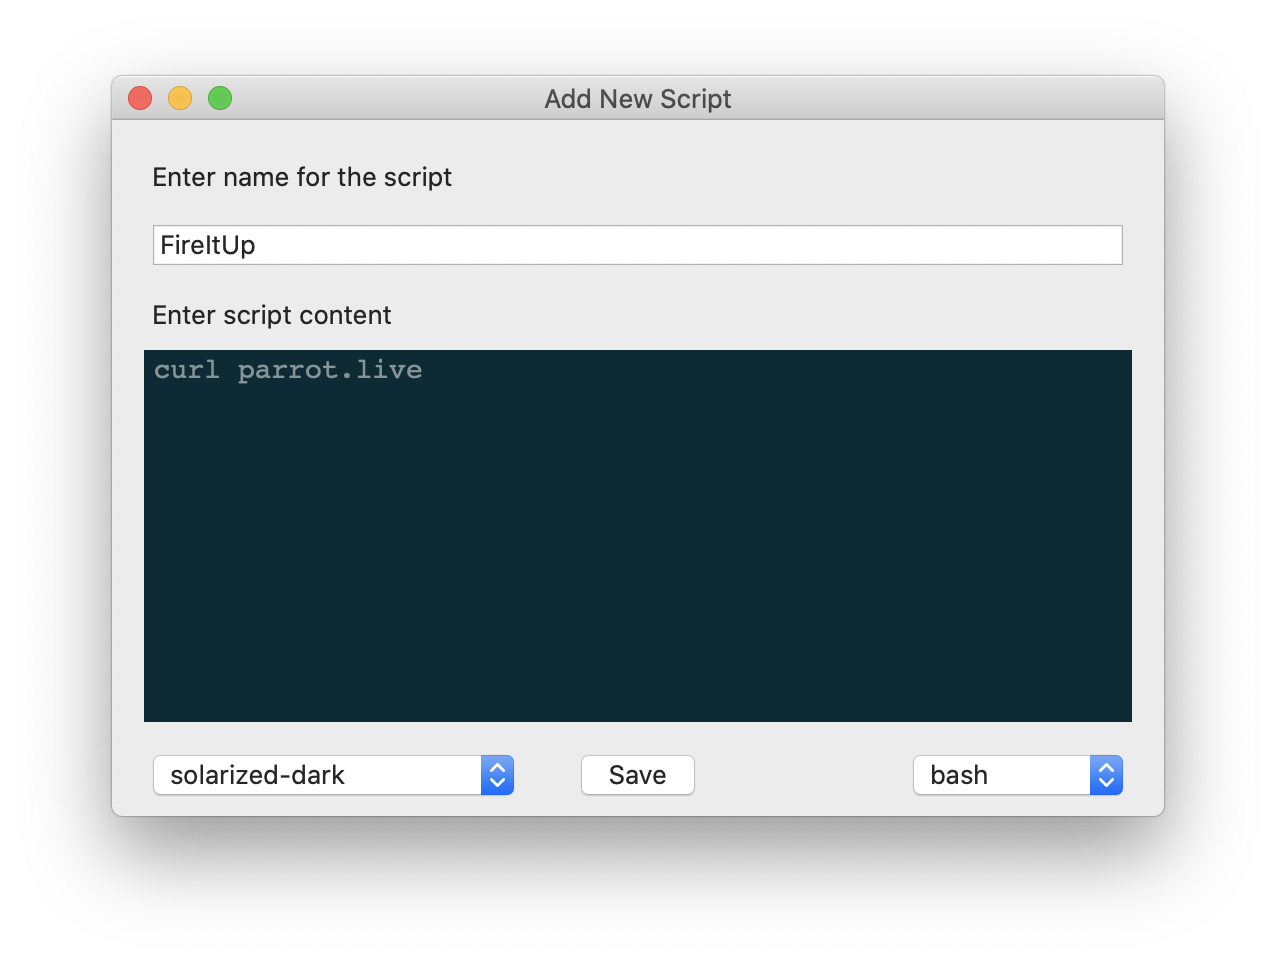 Add New Script
Enter name for the script
FireItUp
Enter script content
curl parrot.live
solarized-dark
Save
bash